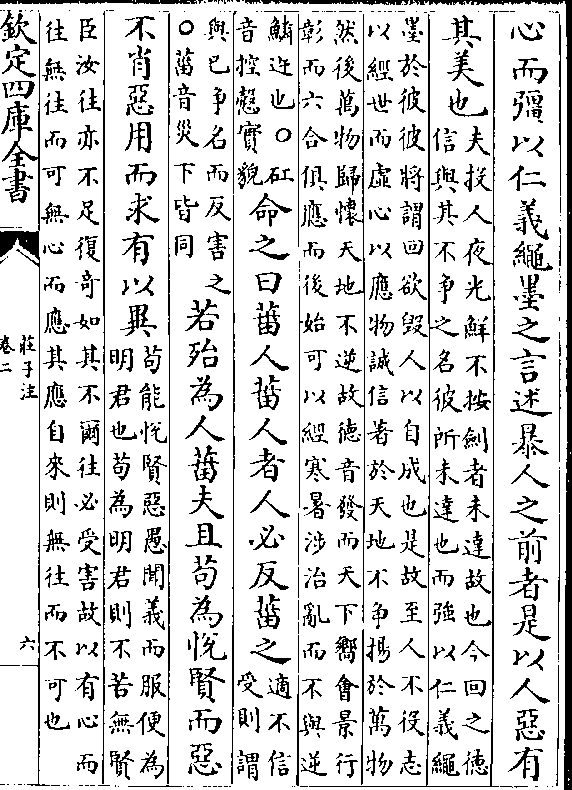 心而彊以仁義繩墨之言述暴人之前者是以人惡有
其美也
夫投人夜光鮮不按劍者未達故也今回之德
信與其不争之名彼所未達也而強以仁義繩
墨於彼彼將謂回欲毁人以自成也是故至人不役志
以經世而虛心以應物誠信著於天地不争揚於萬物
然後萬物歸懷天地不逆故德音發而天下嚮會景行
彰而六合俱應而後始可以經寒暑涉治亂而不與逆
鱗迕也○矼
音控慤實貌
命之曰菑人菑人者人必反菑之
適不信
受則謂
與已争名而反害之
○菑音災下皆同
若殆為人菑夫且苟為悅賢而惡
不肖惡用而求有以異
苟能悅賢惡愚聞義而服便為
明君也苟為明君則不苦無賢
臣汝往亦不足復奇如其不爾往必受害故以有心而
往無往而可無心而應其應自來則無往而不可也
欽定四庫全書
莊子注
卷二
六